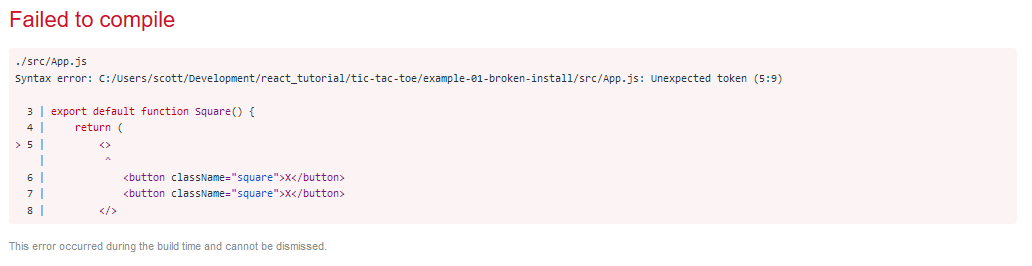 Failed to compile
./src/App.js
Syntax error: C:/Users/scott/Development/react_tutorial/tic-tac-toe/example-01-broken-install/src/App.js: Unexpected token (5:9)
  3 | export default function Square() {
  4 |     return (
> 5 |         <>
    |          ^
  6 |             <button className="square">X</button>
  7 |             <button className="square">X</button>
  8 |         </>
This error occurred during the build time and cannot be dismissed.